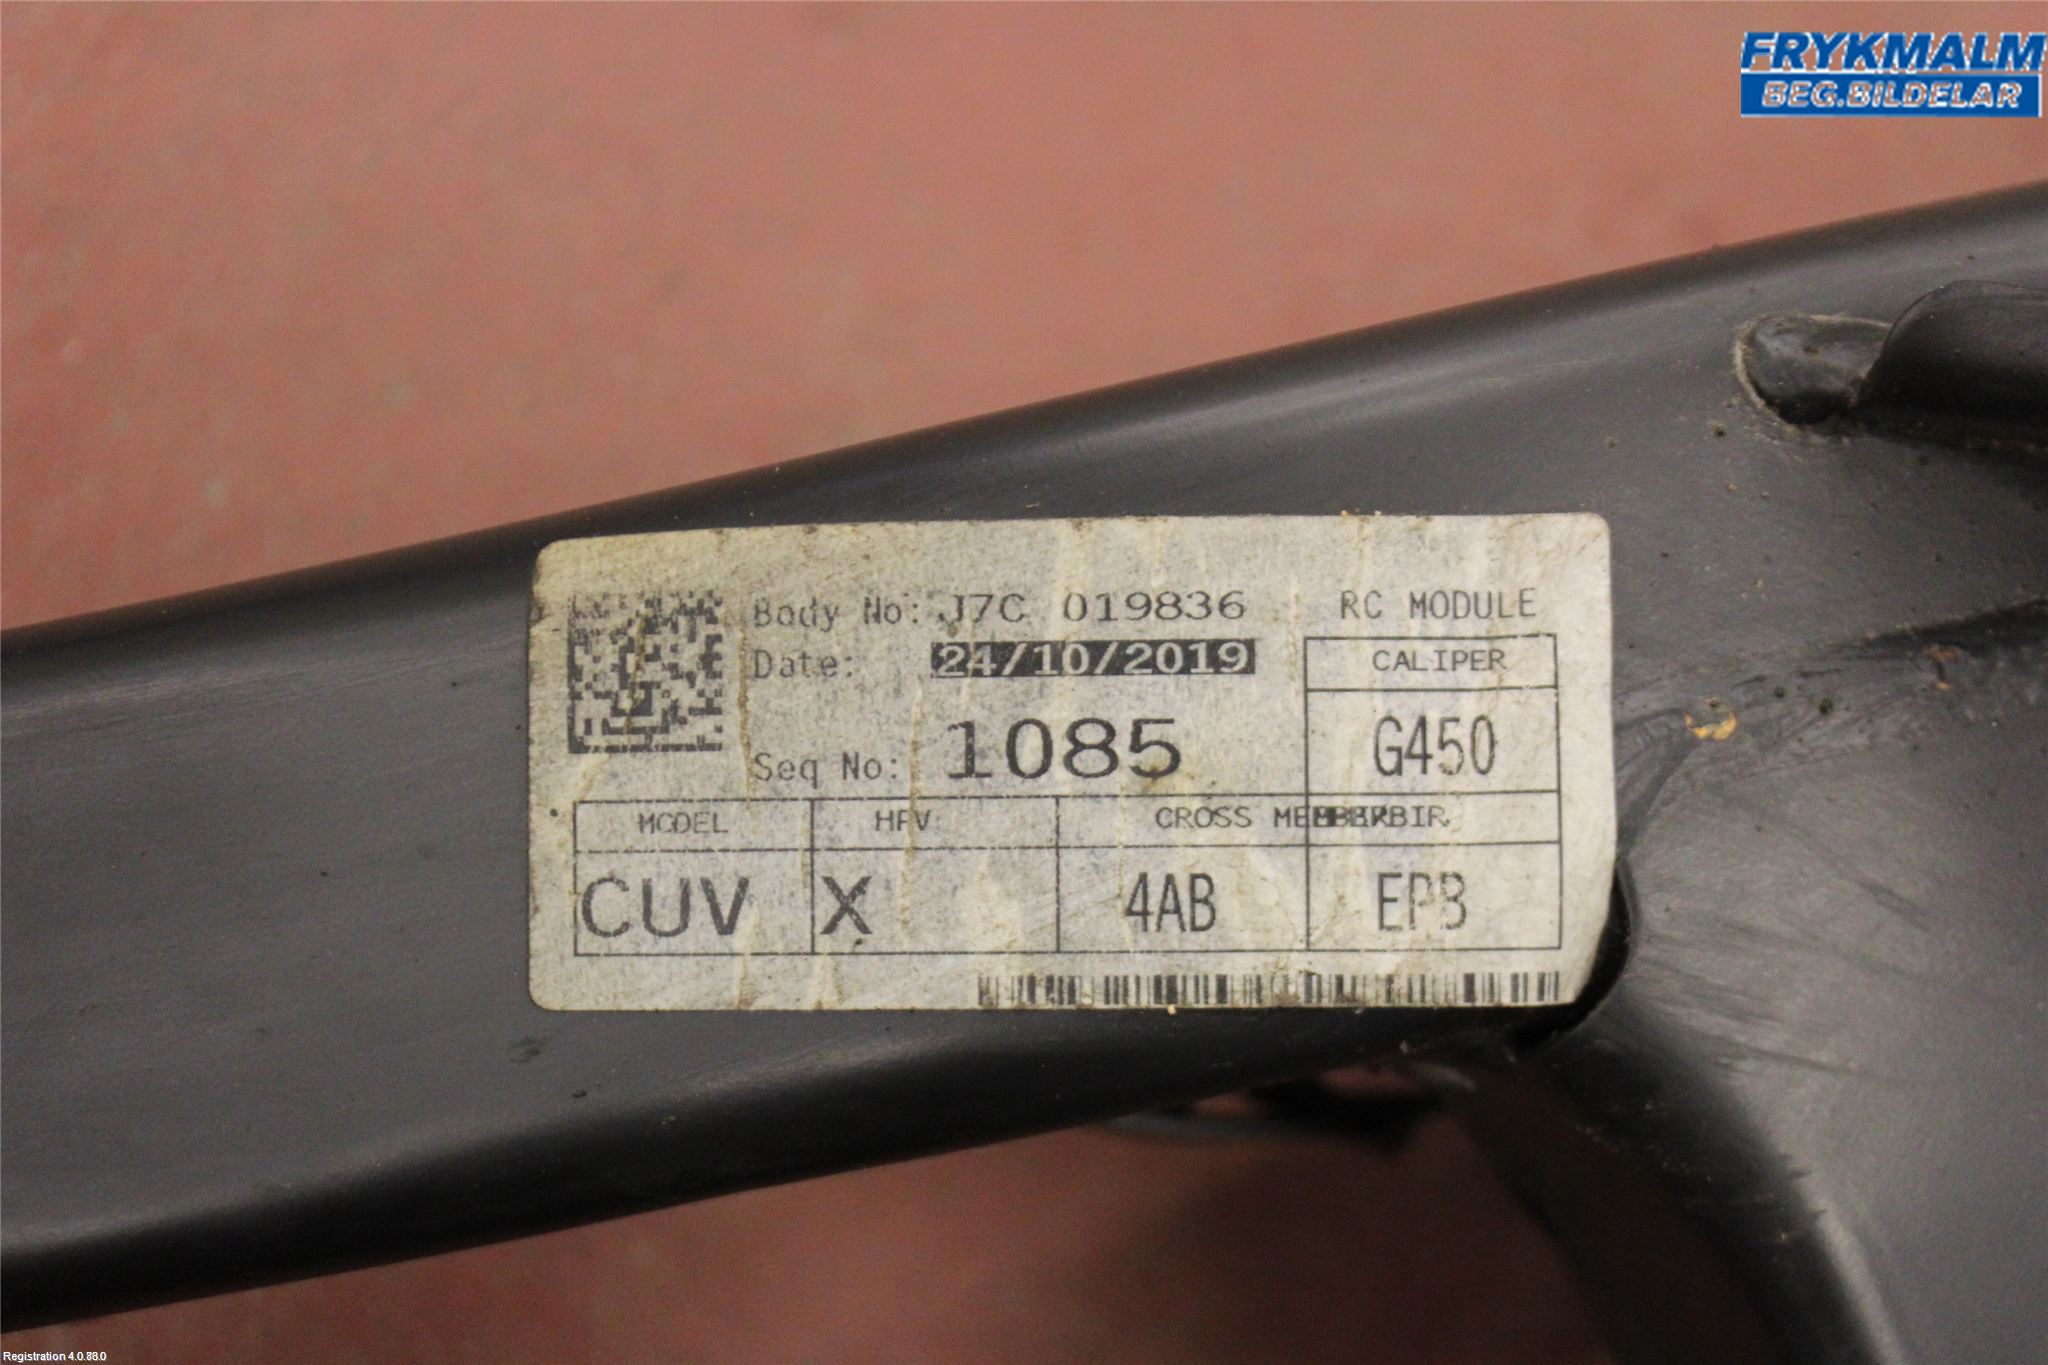 FRYKMALM
BEG.BILDELAR
Body No: J7C 019836
RC MODULE
Date: 24/10/2019
CALIPER
Seq No: 1085
G450
MODEL HPV CROSS
CUV X 4AB EPB
Registration 4.0.88.0